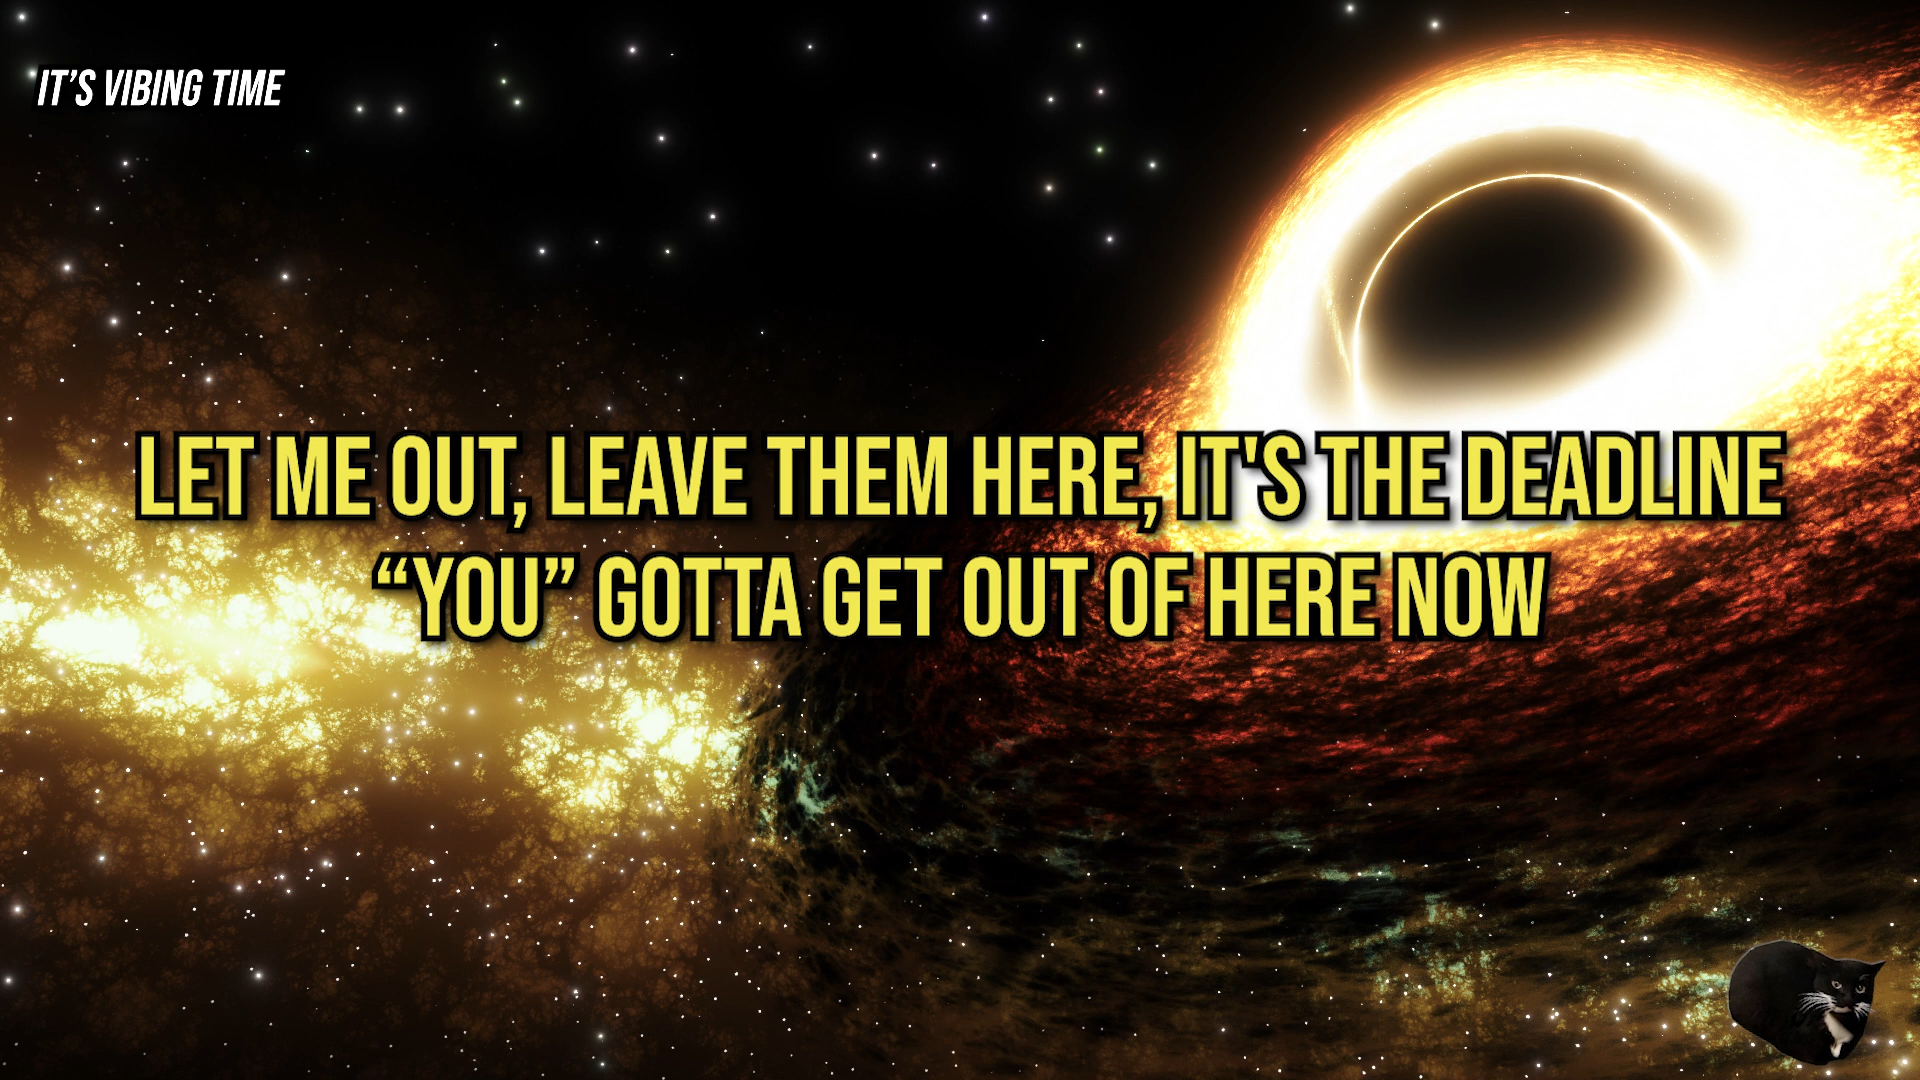 IT’S VIBING TIME
LET ME OUT, LEAVE THEM HERE, IT'S THE DEADLINE
“YOU” GOTTA GET OUT OF HERE NOW